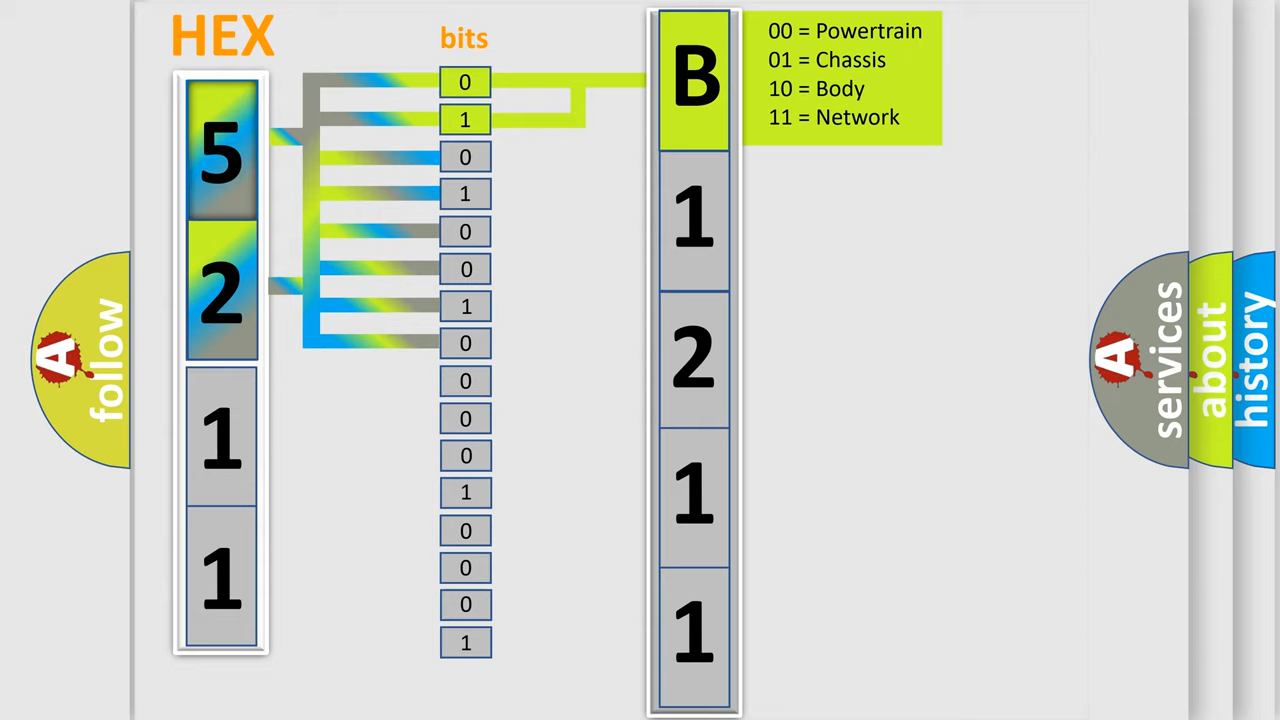 HEX
bits
5
2
1
1
0
1
0
1
0
0
1
0
0
0
0
1
0
0
0
1
B
1
2
1
1
00 = Powertrain
01 = Chassis
10 = Body
11 = Network
A follow
A services
about
history